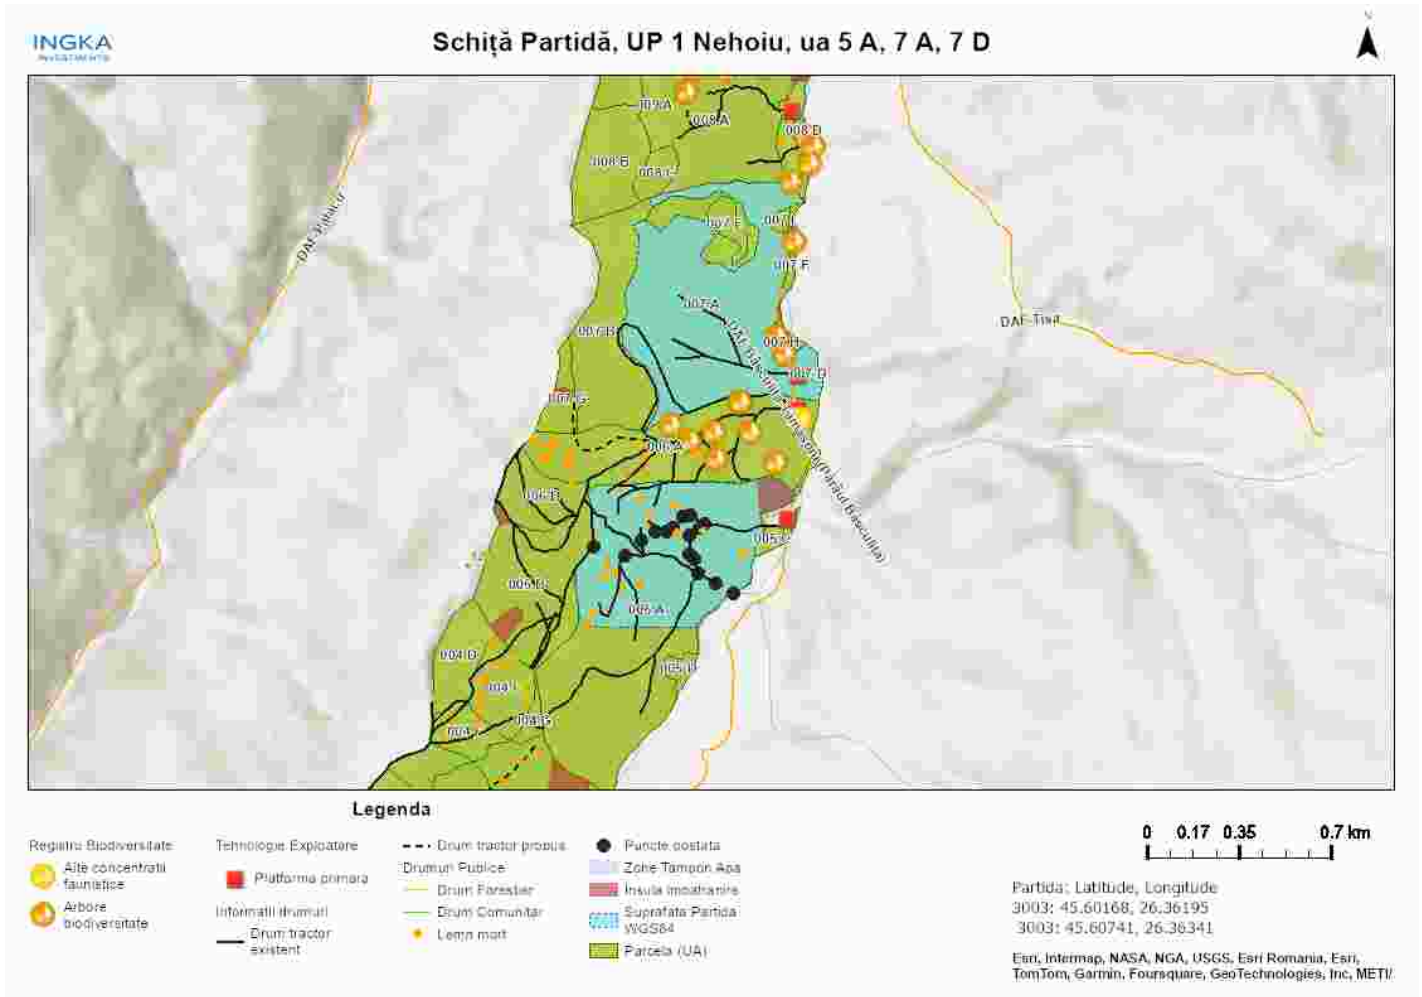 INGKA
INVESTMENTS
Schiță Partidă, UP 1 Nehoiu, ua 5 A, 7 A, 7 D
N
009 A
008 A
008 D
008 B
008 C
007 E
007 F
007 A
007 B
007 H
007 D
007 G
006 A
006 B
005 C
006 D
005 A
004 D
005 D
004 I
004 G
004
DAF-Tisa
Legenda
Registru Biodiversitate
Alte concentratii
faunistice
Arbore
biodiversitate
Tehnologie Exploatare
Platforma primara
Informatii drumuri
Drum tractor
existent
Drum tractor propus
Drumuri Publice
Drum Forestier
Drum Comunitar
Lemn mort
Puncte postata
Zone Tampon Apa
Insula Imbatranire
Suprafata Partida
WGS84
Parcela (UA)
0 0.17 0.35 0.7 km
Partida: Latitude, Longitude
3003: 45.60168, 26.36195
3003: 45.60741, 26.36341
Esri, Intermap, NASA, NGA, USGS, Esri Romania, Esri,
TomTom, Garmin, Foursquare, GeoTechnologies, Inc, METI/